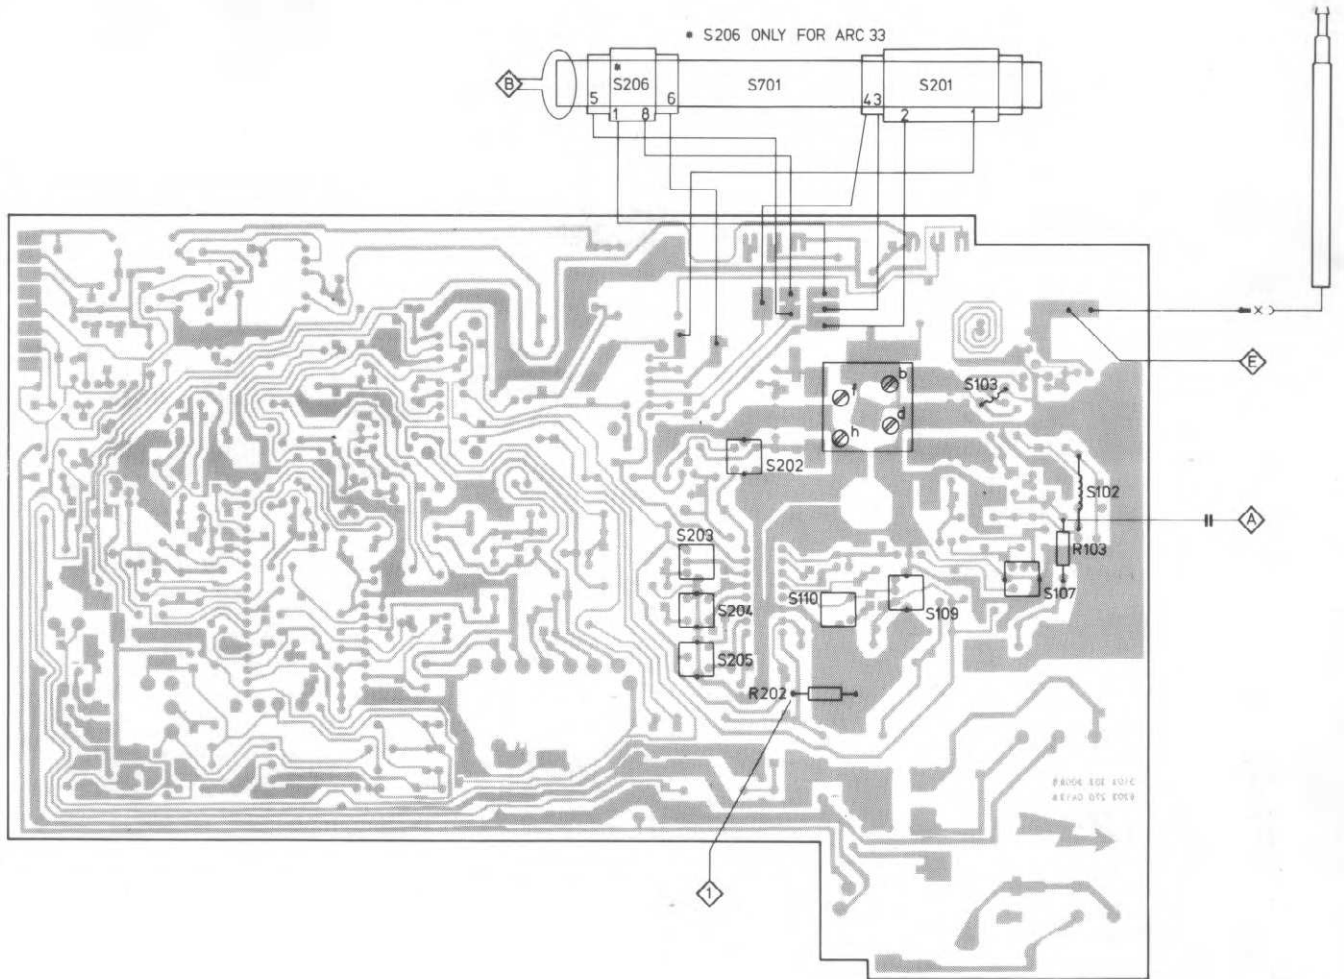 * S206 ONLY FOR ARC 33
B
*
S206
S701
S201
5
6
4 3
1
8
2
1
E
f
b
h
d
S103
S202
S102
A
R103
S203
S107
S110
S204
S109
S205
R202
1